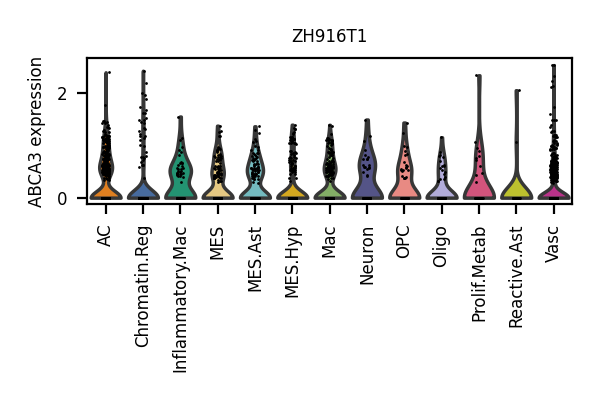 ZH916T1
ABCA3 expression
2
0
AC
Chromatin.Reg
Inflammatory.Mac
MES
MES.Ast
MES.Hyp
Mac
Neuron
OPC
Oligo
Prolif.Metab
Reactive.Ast
Vasc